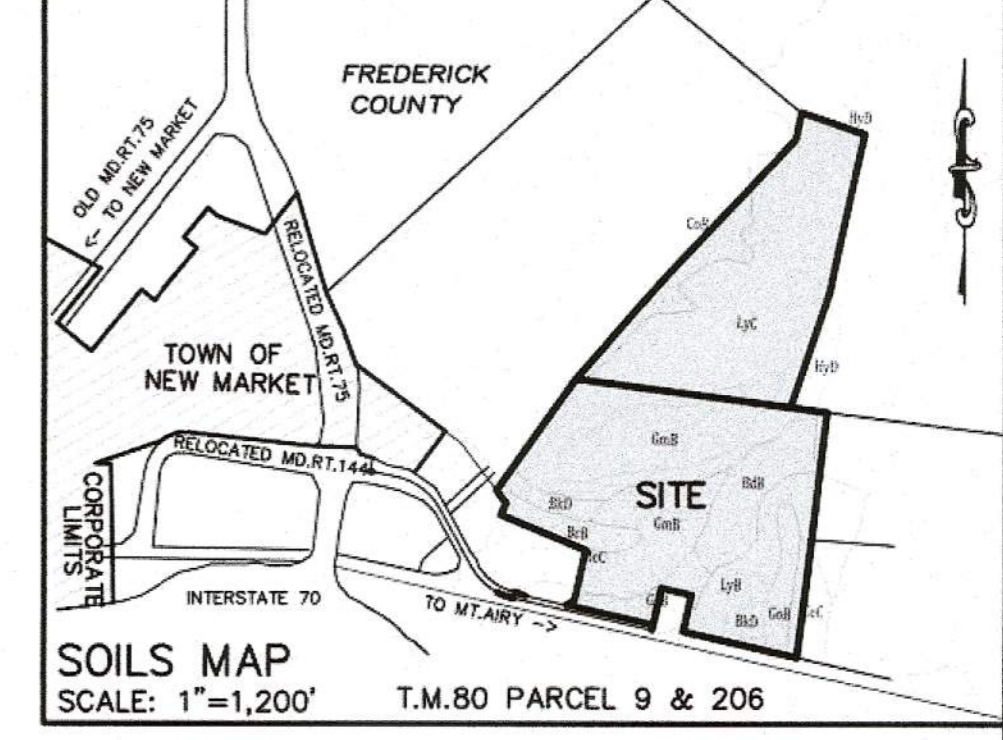 FREDERICK
COUNTY
OLD MD.RT.75
<- TO NEW MARKET
RELOCATED MD.RT.75
TOWN OF
NEW MARKET
RELOCATED MD.RT.144
CORPORATE
LIMITS
INTERSTATE 70
TO MT.AIRY ->
HyD
CoB
LyC
HyD
GmB
BdB
SITE
BkD
GmB
BcB
LyB
BkD
GoB
SOILS MAP
SCALE: 1"=1,200'
T.M.80 PARCEL 9 & 206